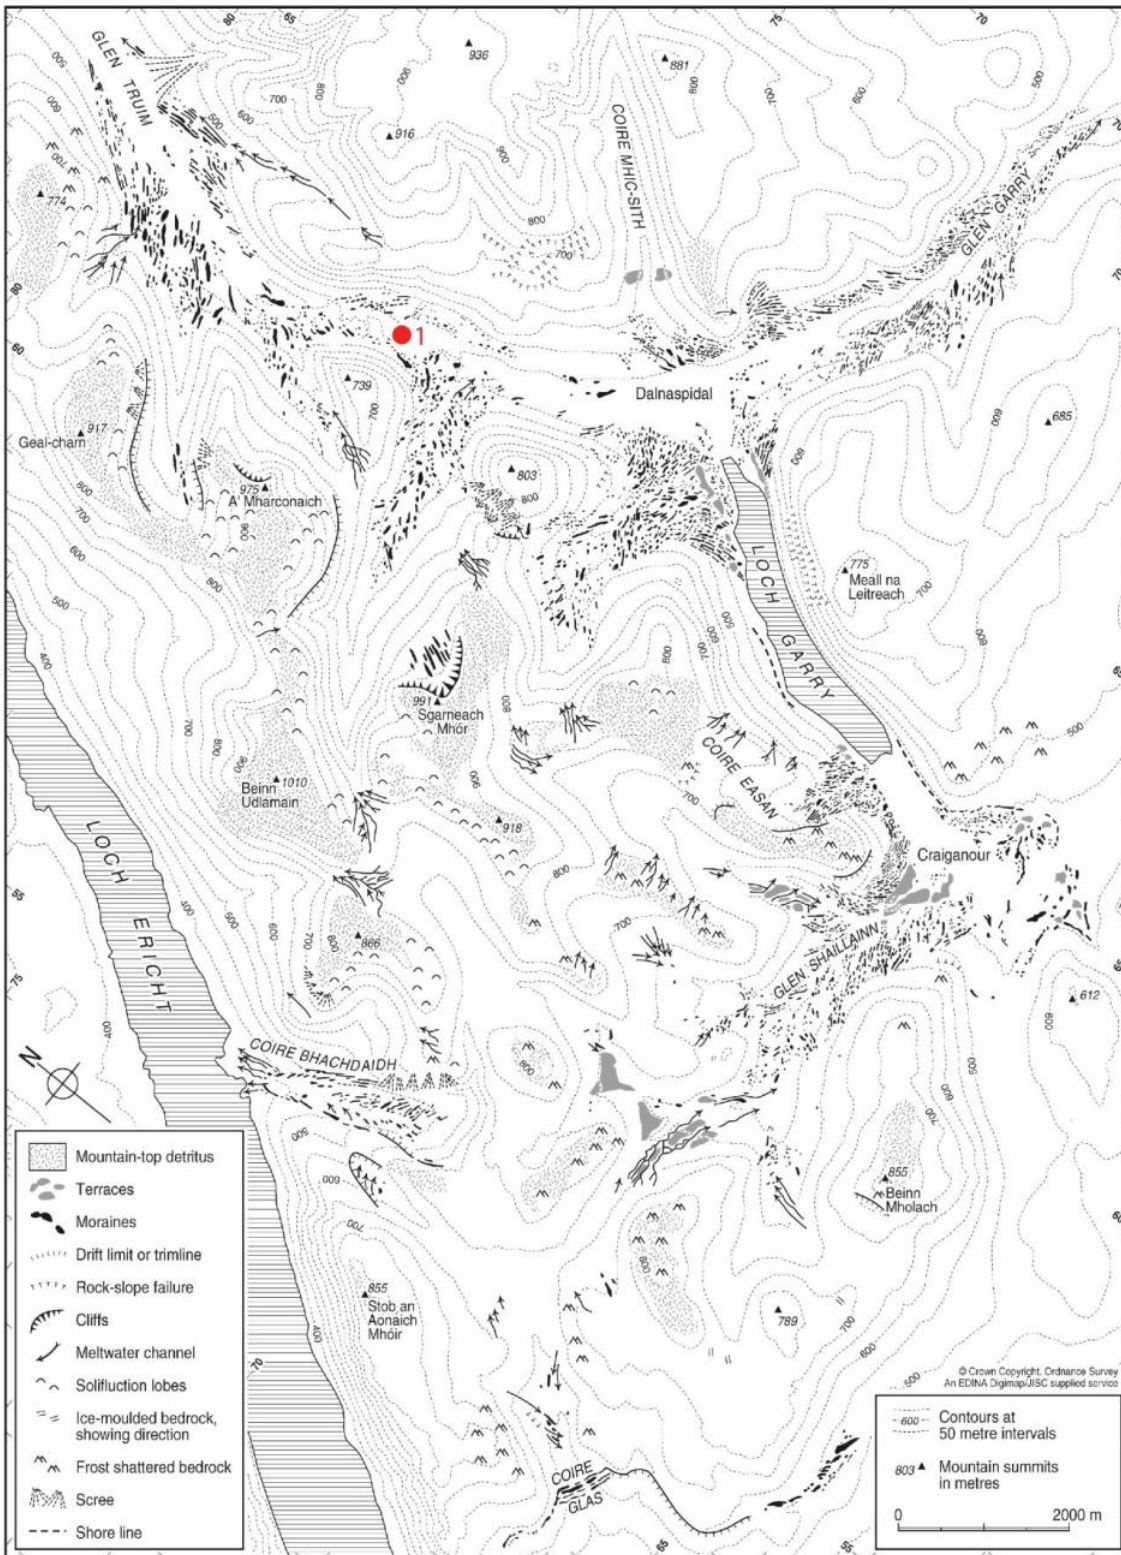 80
65
75
70
GLEN TRUIM
936
881
916
COIRE MHIC-SITH
GLEN GARRY
774
1
739
Dalnaspidal
685
917
Geal-charn
975
A' Mharconaich
803
LOCH GARRY
775
Meall na
Leitreach
991
Sgarneach
Mhór
COIRE EASAN
1010
Beinn
Udlamain
918
Craiganour
LOCH ERICHT
866
GLEN SHAILLAINN
612
COIRE BHACHDAIDH
N
855
Beinn
Mholach
855
Stob an
Aonaich
Mhóir
789
COIRE
GLAS
Mountain-top detritus
Terraces
Moraines
Drift limit or trimline
Rock-slope failure
Cliffs
Meltwater channel
Solifluction lobes
Ice-moulded bedrock,
showing direction
Frost shattered bedrock
Scree
Shore line
© Crown Copyright. Ordnance Survey
An EDINA Digimap/JISC supplied service
600 Contours at
50 metre intervals
803 Mountain summits
in metres
0 2000 m